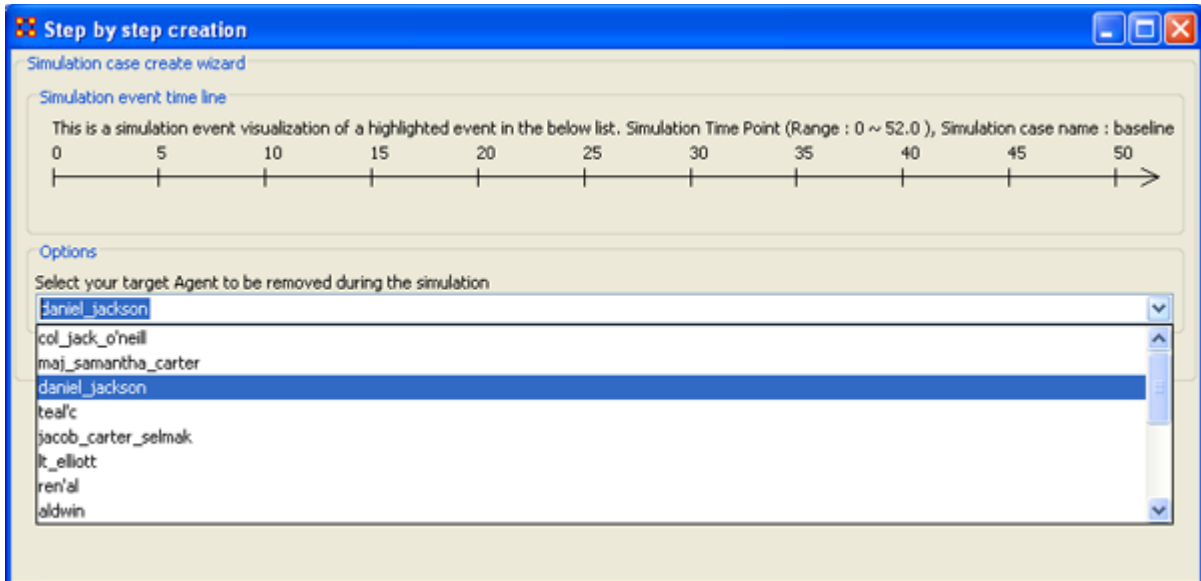 Step by step creation
Simulation case create wizard
Simulation event time line
This is a simulation event visualization of a highlighted event in the below list. Simulation Time Point (Range : 0 ~ 52.0 ), Simulation case name : baseline
0 5 10 15 20 25 30 35 40 45 50
Options
Select your target Agent to be removed during the simulation
daniel_jackson
col_jack_o'neill
maj_samantha_carter
daniel_jackson
teal'c
jacob_carter_selmak
lt_elliott
ren'al
aldwin